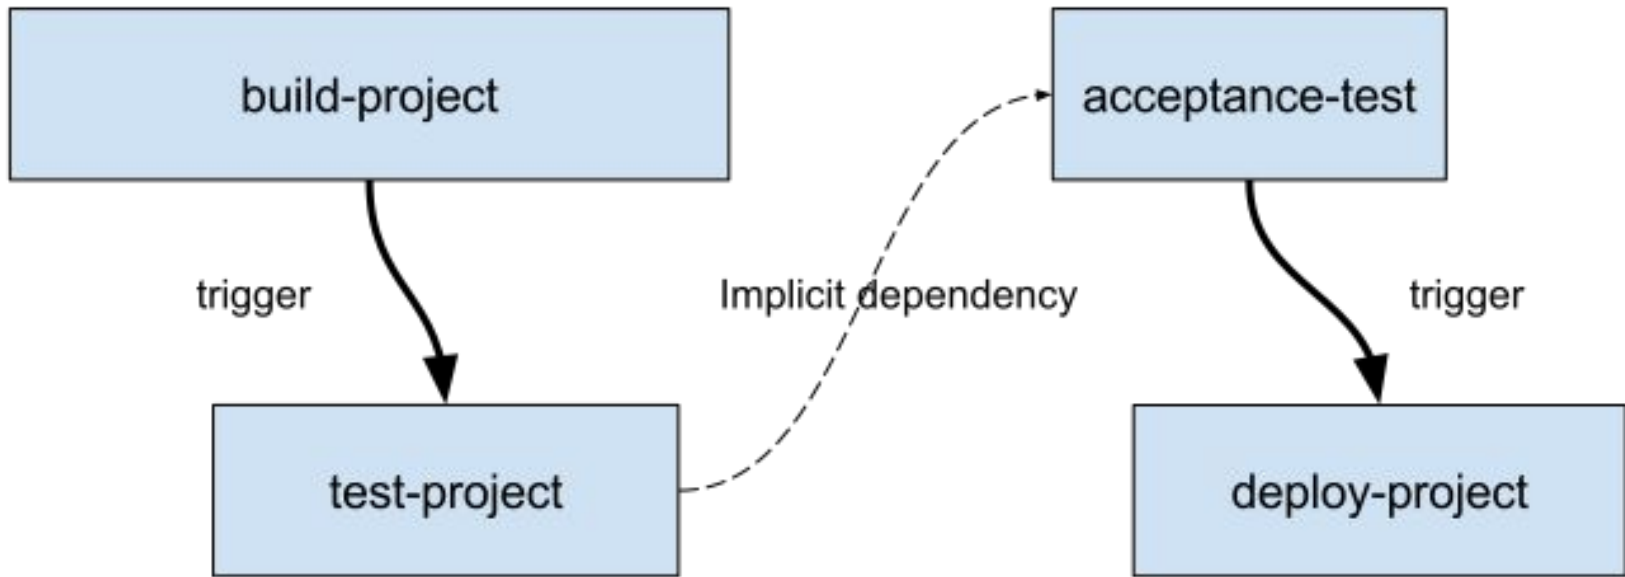 build-project
acceptance-test
trigger
Implicit dependency
trigger
test-project
deploy-project